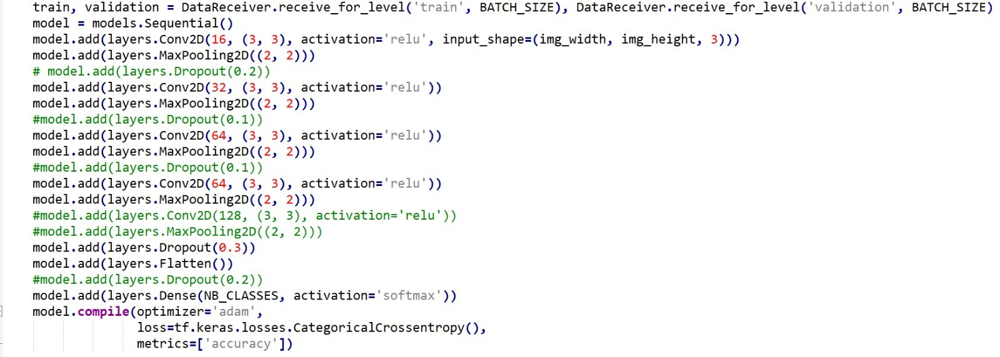 train, validation = DataReceiver.receive_for_level('train', BATCH_SIZE), DataReceiver.receive_for_level('validation', BATCH_SIZE)
model = models.Sequential()
model.add(layers.Conv2D(16, (3, 3), activation='relu', input_shape=(img_width, img_height, 3)))
model.add(layers.MaxPooling2D((2, 2)))
# model.add(layers.Dropout(0.2))
model.add(layers.Conv2D(32, (3, 3), activation='relu'))
model.add(layers.MaxPooling2D((2, 2)))
#model.add(layers.Dropout(0.1))
model.add(layers.Conv2D(64, (3, 3), activation='relu'))
model.add(layers.MaxPooling2D((2, 2)))
#model.add(layers.Dropout(0.1))
model.add(layers.Conv2D(64, (3, 3), activation='relu'))
model.add(layers.MaxPooling2D((2, 2)))
#model.add(layers.Conv2D(128, (3, 3), activation='relu'))
#model.add(layers.MaxPooling2D((2, 2)))
model.add(layers.Dropout(0.3))
model.add(layers.Flatten())
#model.add(layers.Dropout(0.2))
model.add(layers.Dense(NB_CLASSES, activation='softmax'))
model.compile(optimizer='adam',
loss=tf.keras.losses.CategoricalCrossentropy(),
metrics=['accuracy'])